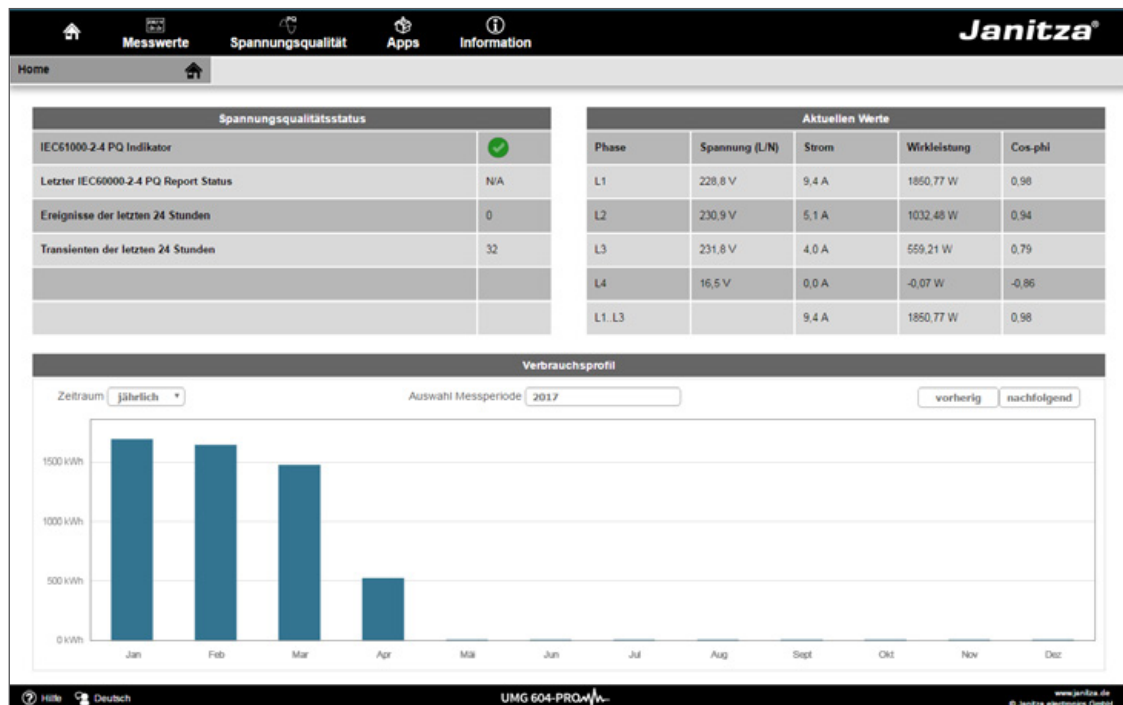 Messwerte Spannungsqualität Apps Information Janitza®
Home
Spannungsqualitätsstatus
IEC61000-2-4 PQ Indikator
Letzter IEC60000-2-4 PQ Report Status N/A
Ereignisse der letzten 24 Stunden 0
Transienten der letzten 24 Stunden 32
Aktuellen Werte
Phase Spannung (L/N) Strom Wirkleistung Cos-phi
L1 228,8 V 9,4 A 1850,77 W 0,98
L2 230,9 V 5,1 A 1032,48 W 0,94
L3 231,8 V 4,0 A 559,21 W 0,79
L4 16,5 V 0,0 A -0,07 W -0,86
L1..L3 9,4 A 1850,77 W 0,98
Verbrauchsprofil
Zeitraum jährlich Auswahl Messperiode 2017 vorherig nachfolgend
1500 kWh
1000 kWh
500 kWh
0 kWh
Jan Feb Mar Apr Mäi Jun Jul Aug Sept Okt Nov Dez
Hilfe Deutsch UMG 604-PRO www.janitza.de
© Janitza electronics GmbH